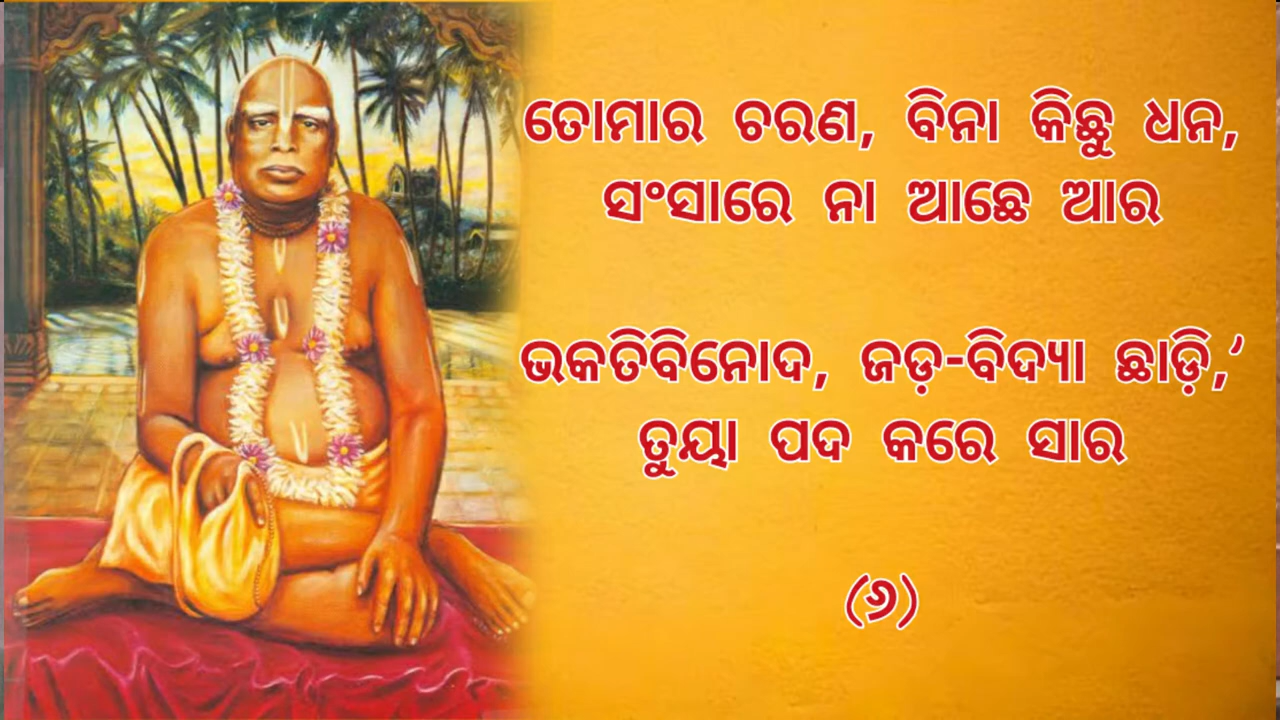 ତୋମାର ଚରଣ, ବିନା କିଛୁ ଧନ,
ସଂସାରେ ନା ଆଛେ ଆର
ଭକତିବିନୋଦ, ଜଡ଼-ବିଦ୍ୟା ଛାଡ଼ି,’
ତୁୟା ପଦ କରେ ସାର
(୬)